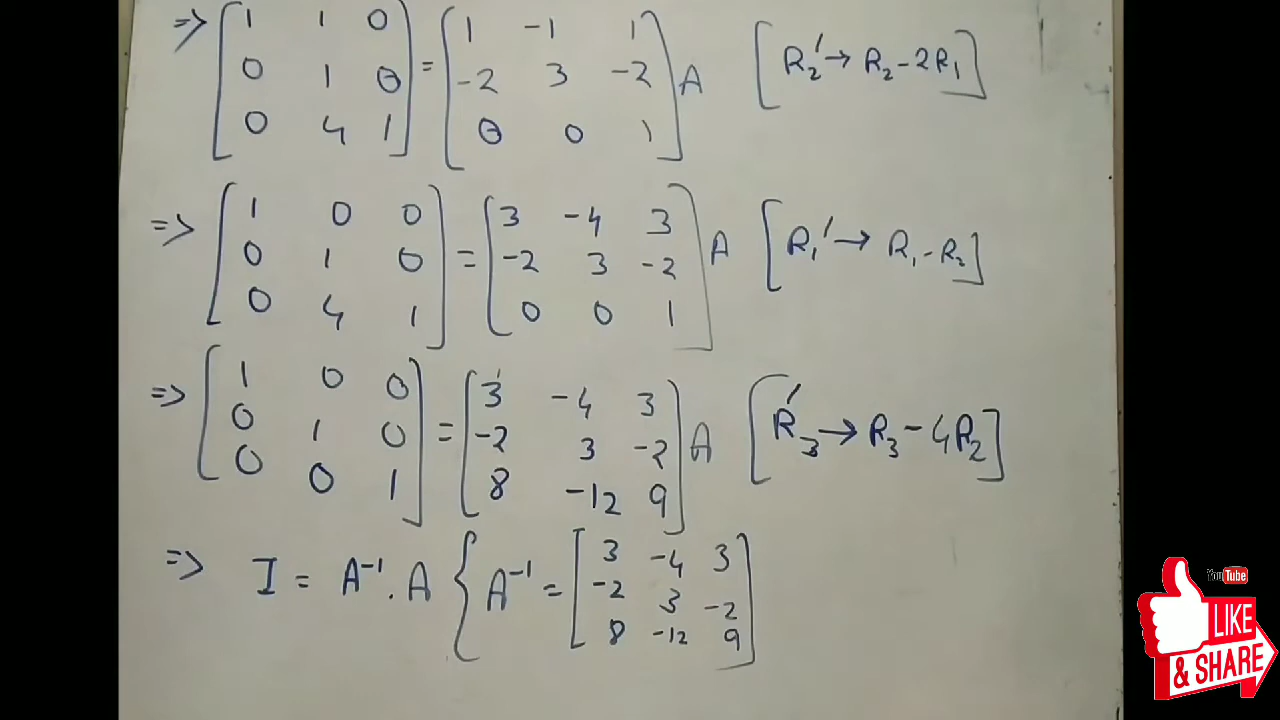 => [1 1 0 = [1 -1 1
0 1 0 -2 3 -2 A [R₂' → R₂ - 2R₁]
0 4 1] 0 0 1]
=> [1 0 0 = [3 -4 3
0 1 0 -2 3 -2 A [R₁' → R₁ - R₂]
0 4 1] 0 0 1]
=> [1 0 0 = [3 -4 3
0 1 0 -2 3 -2 A [R₃' → R₃ - 4R₂]
0 0 1] 8 -12 9]
=> I = A⁻¹ . A { A⁻¹ = [3 -4 3
-2 3 -2
8 -12 9]
YouTube
LIKE
& SHARE